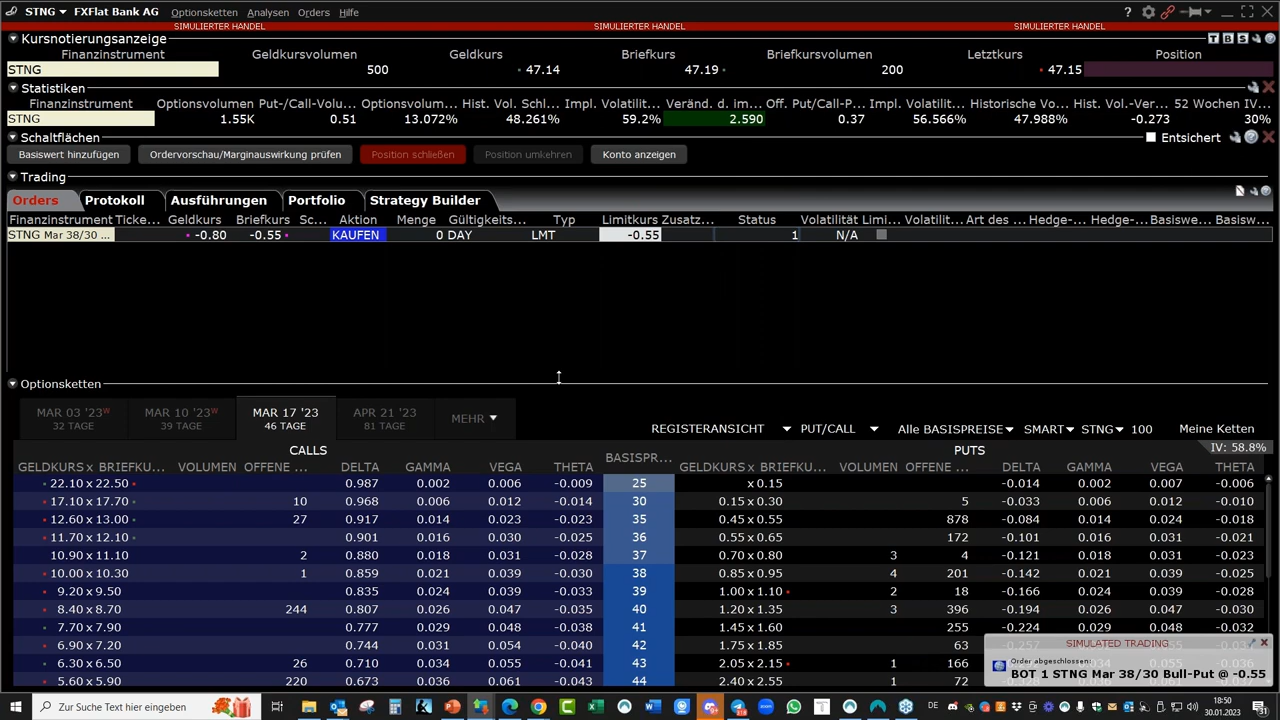 STNG FXFlat Bank AG Optionsketten Analysen Orders Hilfe ?
SIMULIERTER HANDEL SIMULIERTER HANDEL SIMULIERTER HANDEL
Kursnotierungsanzeige T B S
Finanzinstrument Geldkursvolumen Geldkurs Briefkurs Briefkursvolumen Letztkurs Position
STNG 500 47.14 47.19 200 47.15
Statistiken
Finanzinstrument Optionsvolumen Put-/Call-Volu... Optionsvolum... Hist. Vol. Schl... Impl. Volatilit... Veränd. d. im... Off. Put/Call-P... Impl. Volatilit... Historische Vo... Hist. Vol.-Ver... 52 Wochen IV...
STNG 1.55K 0.51 13.072% 48.261% 59.2% 2.590 0.37 56.566% 47.988% -0.273 30%
Schaltflächen Entsichert
Basiswert hinzufügen Ordervorschau/Marginauswirkung prüfen Position schließen Position umkehren Konto anzeigen
Trading
Orders Protokoll Ausführungen Portfolio Strategy Builder
Finanzinstrument Ticke... Geldkurs Briefkurs Sc... Aktion Menge Gültigkeits... Typ Limitkurs Zusatz... Status Volatilität Limi... Volatilit... Art des ... Hedge-... Hedge-... Basiswe... Basisw...
STNG Mar 38/30 ... -0.80 -0.55 KAUFEN 0 DAY LMT -0.55 1 N/A
Optionsketten
MAR 03 '23W MAR 10 '23W MAR 17 '23 APR 21 '23 MEHR
32 TAGE 39 TAGE 46 TAGE 81 TAGE
REGISTERANSICHT PUT/CALL Alle BASISPREISE SMART STNG 100 Meine Ketten
CALLS PUTS IV: 58.8%
GELDKURS x BRIEFKU... VOLUMEN OFFENE ... DELTA GAMMA VEGA THETA BASISPR... GELDKURS x BRIEFKU... VOLUMEN OFFENE ... DELTA GAMMA VEGA THETA
22.10 x 22.50 0.987 0.002 0.006 -0.009 25 x 0.15 -0.014 0.002 0.007 -0.006
17.10 x 17.70 10 0.968 0.006 0.012 -0.014 30 0.15 x 0.30 5 -0.033 0.006 0.012 -0.010
12.60 x 13.00 27 0.917 0.014 0.023 -0.023 35 0.45 x 0.55 878 -0.084 0.014 0.024 -0.018
11.70 x 12.10 0.901 0.016 0.030 -0.025 36 0.55 x 0.65 172 -0.101 0.016 0.029 -0.021
10.90 x 11.10 2 0.880 0.018 0.031 -0.028 37 0.70 x 0.80 3 4 -0.121 0.018 0.031 -0.023
10.00 x 10.30 1 0.859 0.021 0.039 -0.030 38 0.85 x 0.95 4 201 -0.142 0.021 0.039 -0.025
9.20 x 9.50 0.835 0.024 0.039 -0.033 39 1.00 x 1.10 2 18 -0.166 0.024 0.039 -0.027
8.40 x 8.70 244 0.807 0.026 0.047 -0.035 40 1.20 x 1.35 3 396 -0.194 0.026 0.047 -0.030
7.70 x 7.90 0.777 0.029 0.048 -0.038 41 1.45 x 1.60 255 -0.224 0.029 0.048 -0.032
6.90 x 7.20 0.744 0.031 0.054 -0.040 42 1.75 x 1.85 63
6.30 x 6.50 26 0.710 0.034 0.055 -0.041 43 2.05 x 2.15 1 166
5.60 x 5.90 220 0.673 0.036 0.061 -0.043 44 2.40 x 2.55 1 72
SIMULATED TRADING
Order abgeschlossen:
BOT 1 STNG Mar 38/30 Bull-Put @ -0.55
Zur Suche Text hier eingeben DE 18:50
30.01.2023